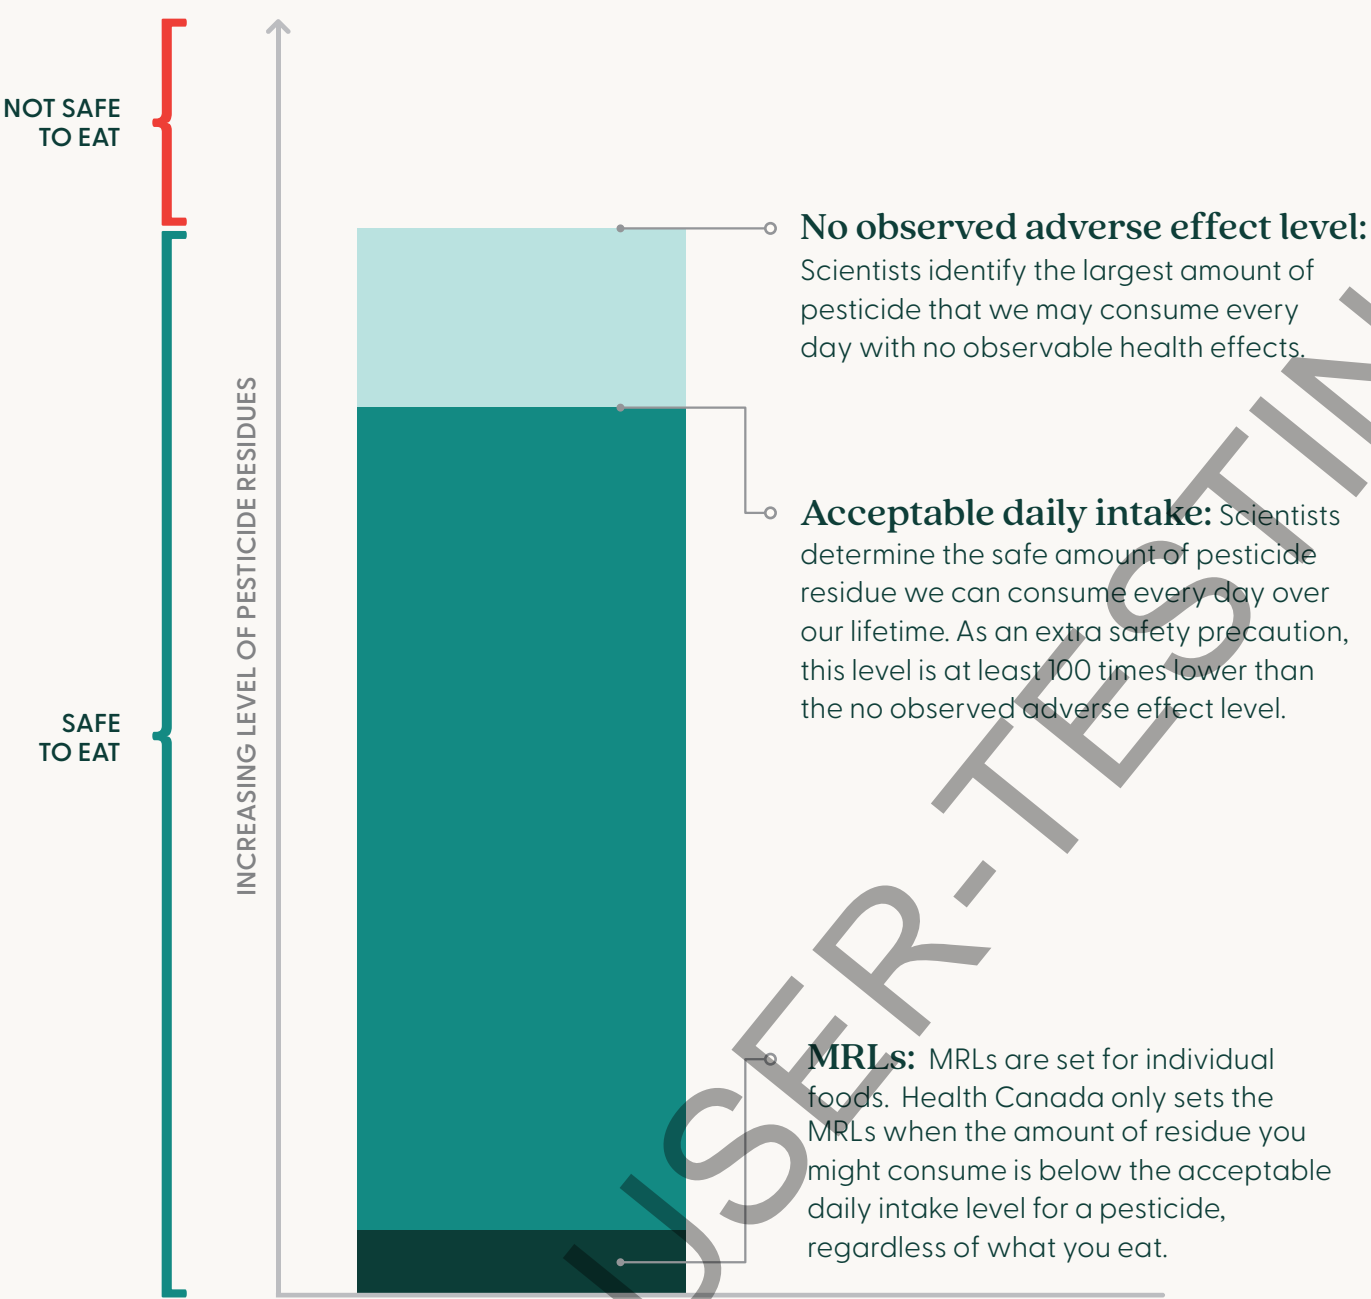 NOT SAFE
TO EAT
SAFE
TO EAT
INCREASING LEVEL OF PESTICIDE RESIDUES
No observed adverse effect level:
Scientists identify the largest amount of
pesticide that we may consume every
day with no observable health effects.
Acceptable daily intake: Scientists
determine the safe amount of pesticide
residue we can consume every day over
our lifetime. As an extra safety precaution,
this level is at least 100 times lower than
the no observed adverse effect level.
MRLs: MRLs are set for individual
foods. Health Canada only sets the
MRLs when the amount of residue you
might consume is below the acceptable
daily intake level for a pesticide,
regardless of what you eat.
USER-TESTIN